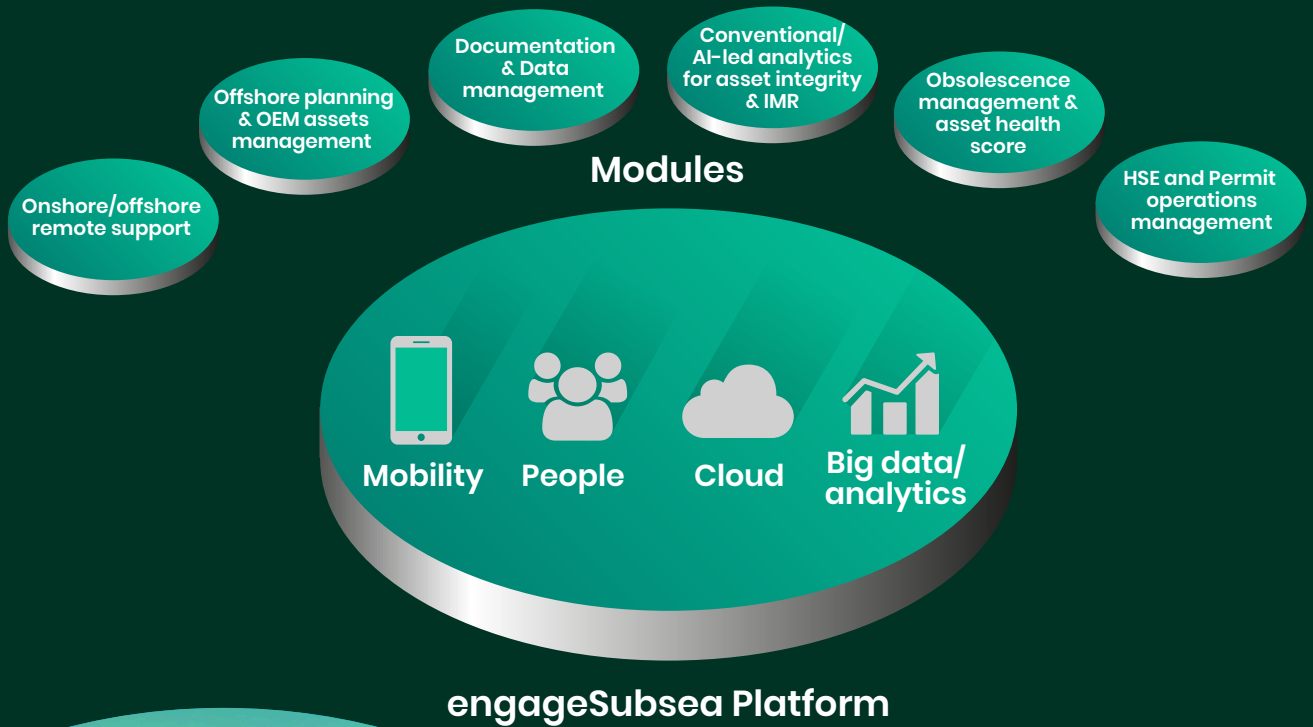 Onshore/offshore
remote support
Offshore planning
& OEM assets
management
Documentation
& Data
management
Conventional/
AI-led analytics
for asset integrity
& IMR
Obsolescence
management &
asset health
score
HSE and Permit
operations
management
Modules
Mobility
People
Cloud
Big data/
analytics
engageSubsea Platform